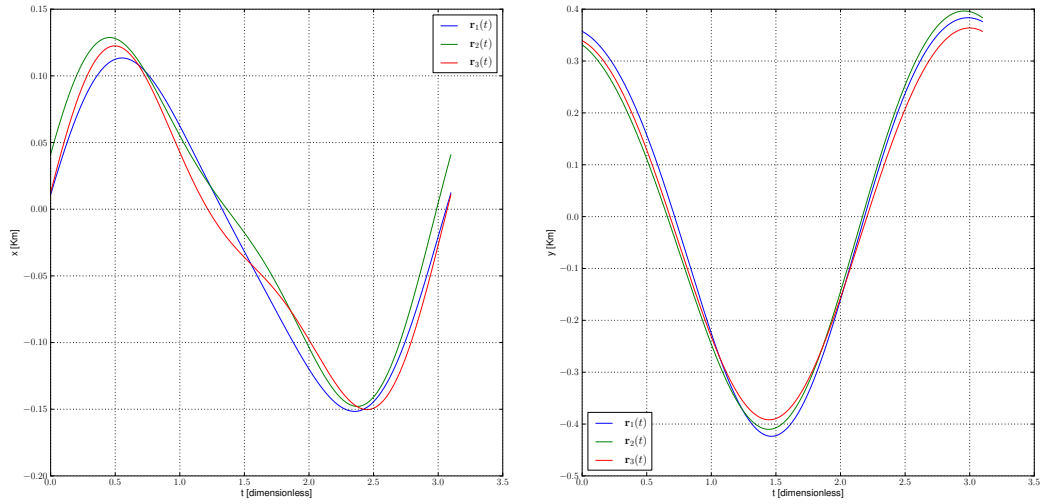 0.15
0.10
0.05
0.00
−0.05
−0.10
−0.15
−0.20
x [Km]
0.0 0.5 1.0 1.5 2.0 2.5 3.0 3.5
t [dimensionless]
r₁(t)
r₂(t)
r₃(t)
0.4
0.3
0.2
0.1
0.0
−0.1
−0.2
−0.3
−0.4
−0.5
y [Km]
0.0 0.5 1.0 1.5 2.0 2.5 3.0 3.5
t [dimensionless]
r₁(t)
r₂(t)
r₃(t)